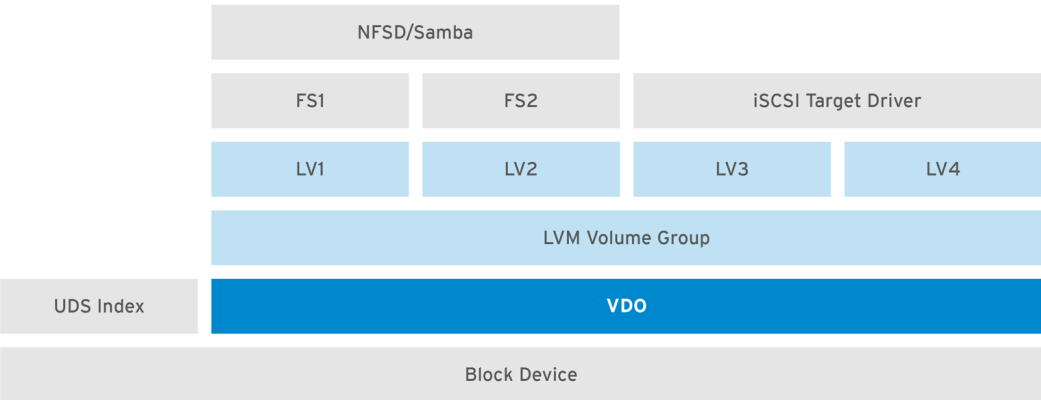 NFSD/Samba
FS1
FS2
iSCSI Target Driver
LV1
LV2
LV3
LV4
LVM Volume Group
UDS Index
VDO
Block Device